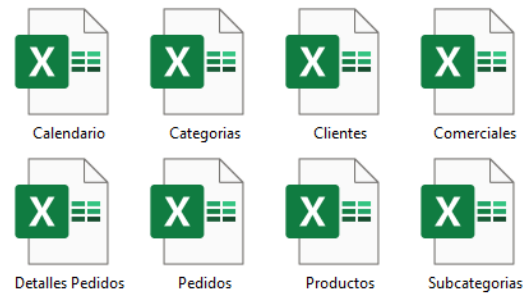 Calendario
Categorias
Clientes
Comerciales
Detalles Pedidos
Pedidos
Productos
Subcategorias